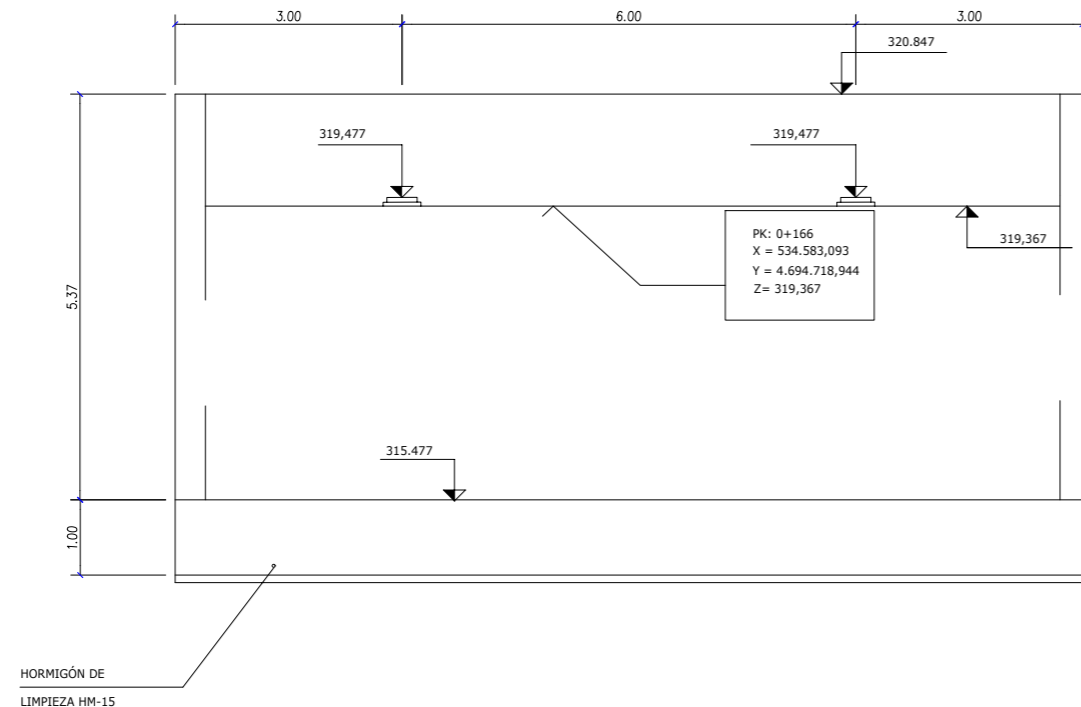 3.00
6.00
3.00
320.847
319,477
319,477
319,367
PK: 0+166
X = 534.583,093
Y = 4.694.718,944
Z= 319,367
5.37
315.477
1.00
HORMIGÓN DE
LIMPIEZA HM-15